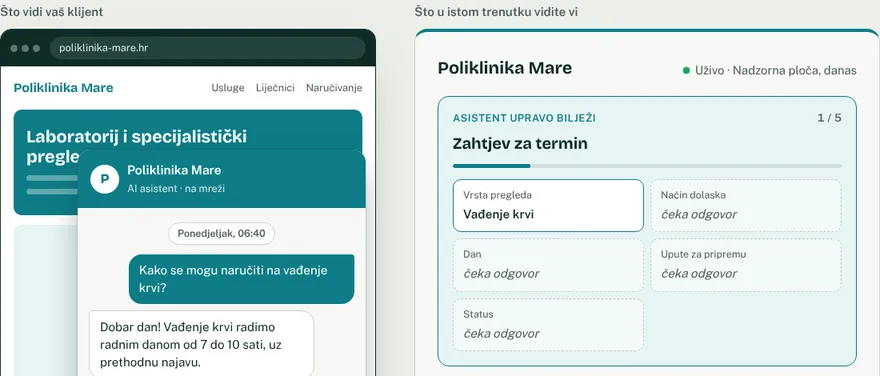 Što vidi vaš klijent
poliklinika-mare.hr
Poliklinika Mare
Usluge Liječnici Naručivanje
Laboratorij i specijalistički
pregle
P
Poliklinika Mare
AI asistent · na mreži
Ponedjeljak, 06:40
Kako se mogu naručiti na vađenje
krvi?
Dobar dan! Vađenje krvi radimo
radnim danom od 7 do 10 sati, uz
prethodnu najavu.
Što u istom trenutku vidite vi
Poliklinika Mare
Uživo · Nadzorna ploča, danas
ASISTENT UPRAVO BILJEŽI
1 / 5
Zahtjev za termin
Vrsta pregleda
Vađenje krvi
Način dolaska
čeka odgovor
Dan
čeka odgovor
Upute za pripremu
čeka odgovor
Status
čeka odgovor